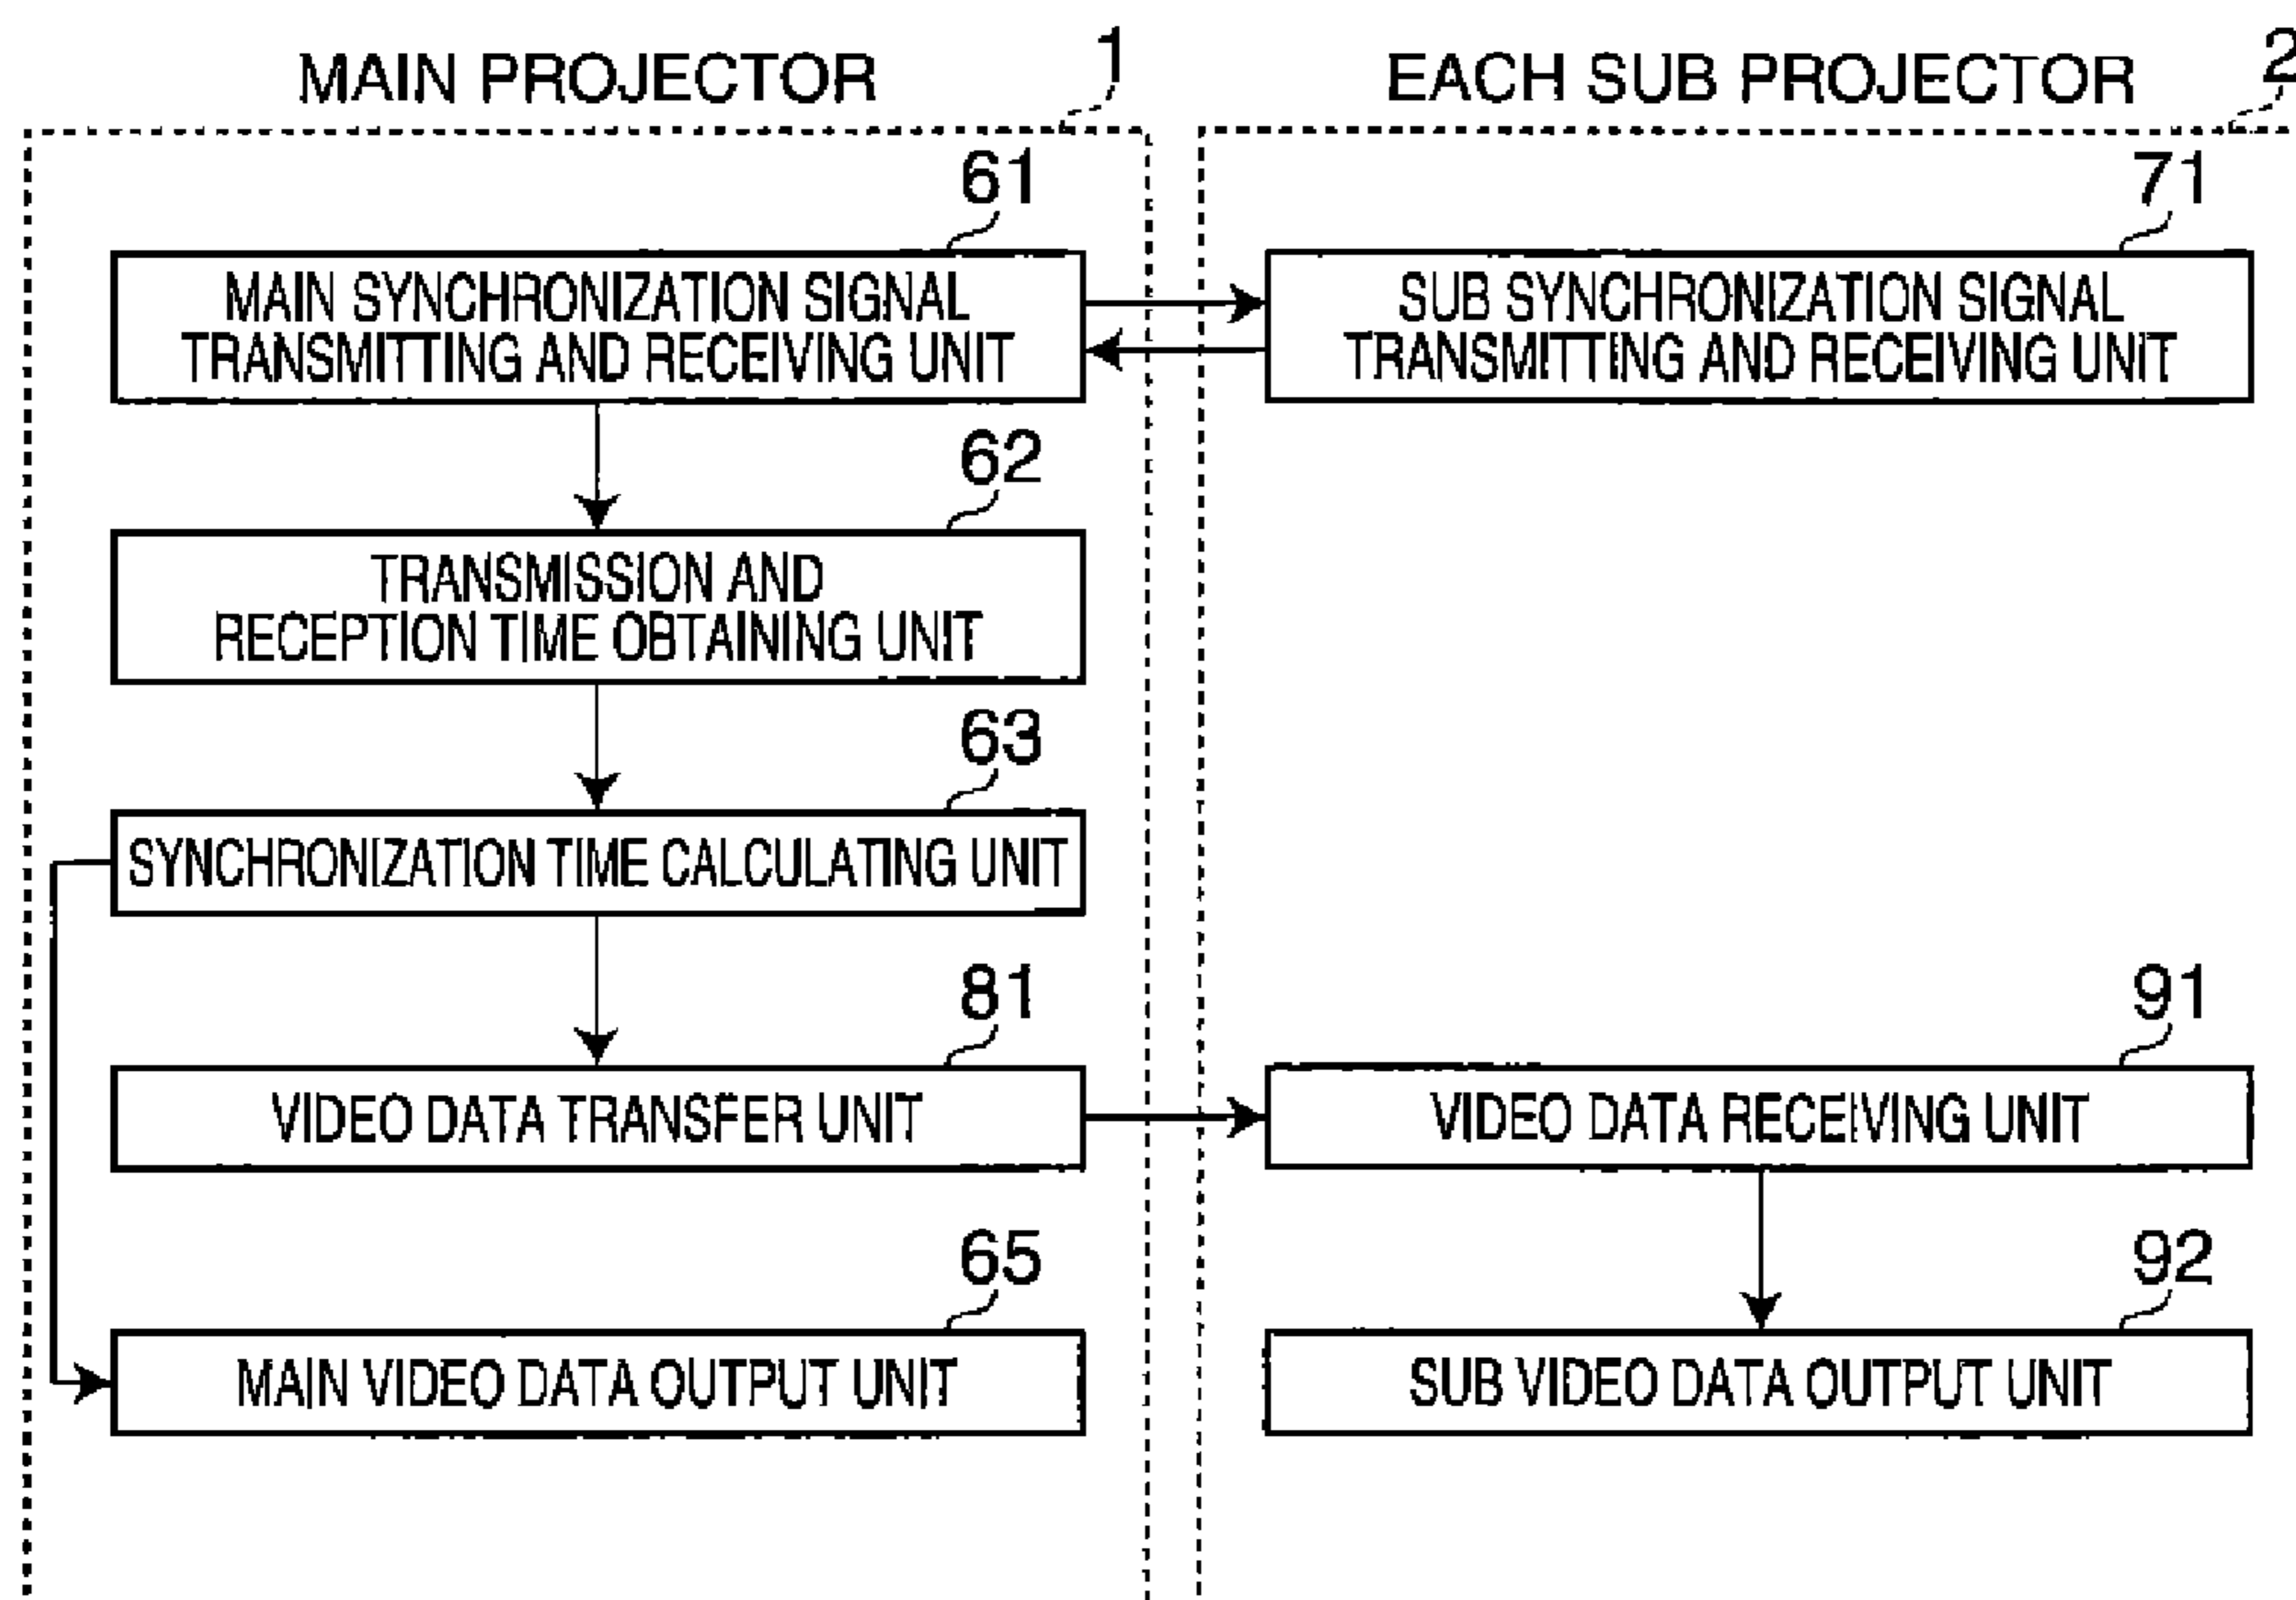 MAIN PROJECTOR
1
EACH SUB PROJECTOR
2
61
MAIN SYNCHRONIZATION SIGNAL
TRANSMITTING AND RECEIVING UNIT
71
SUB SYNCHRONIZATION SIGNAL
TRANSMITTING AND RECEIVING UNIT
62
TRANSMISSION AND
RECEPTION TIME OBTAINING UNIT
63
SYNCHRONIZATION TIME CALCULATING UNIT
81
VIDEO DATA TRANSFER UNIT
91
VIDEO DATA RECEIVING UNIT
65
MAIN VIDEO DATA OUTPUT UNIT
92
SUB VIDEO DATA OUTPUT UNIT